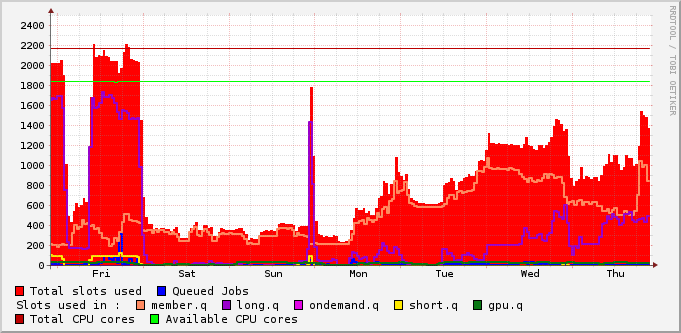 2400
2200
2000
1800
1600
1400
1200
1000
800
600
400
200
0
Fri Sat Sun Mon Tue Wed Thu
Total slots used Queued Jobs
Slots used in : member.q long.q ondemand.q short.q gpu.q
Total CPU cores Available CPU cores
RRDTOOL / TOBI OETIKER